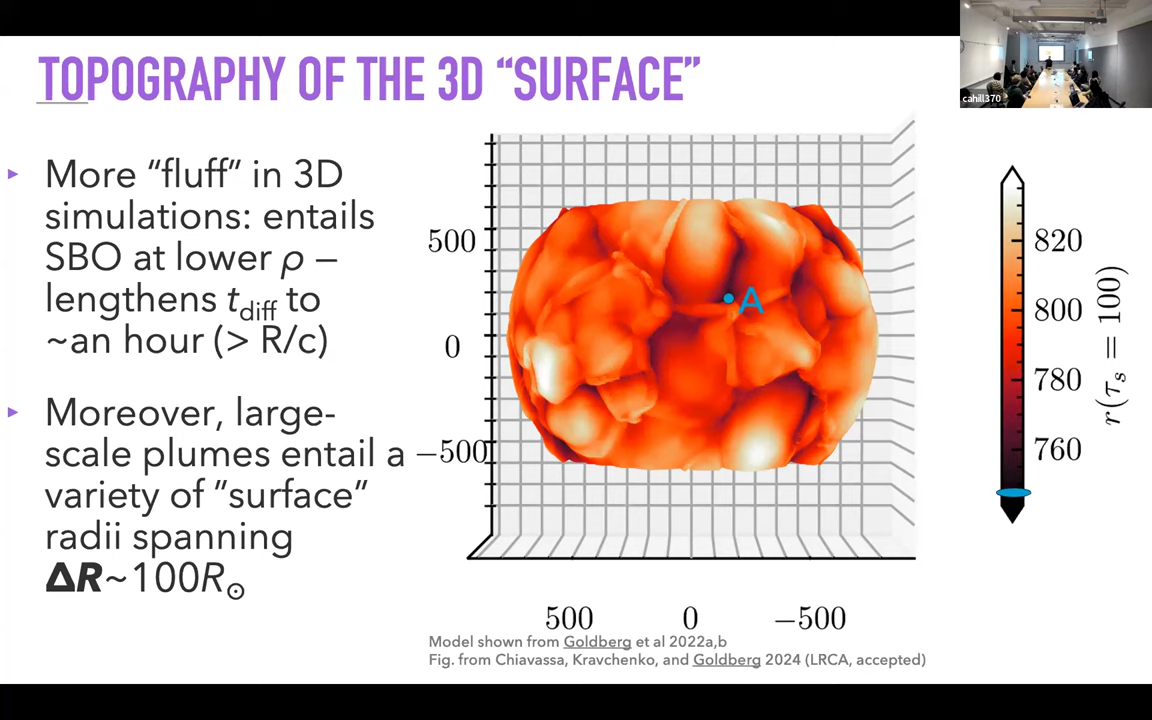 TOPOGRAPHY OF THE 3D “SURFACE”
cahill370
More “fluff” in 3D
simulations: entails
SBO at lower ρ –
lengthens t_diff to
~an hour (> R/c)
Moreover, large-
scale plumes entail a
variety of ”surface”
radii spanning
ΔR~100R⊙
500
0
−500
500
0
−500
A
820
800
780
760
r(τ_s = 100)
Model shown from Goldberg et al 2022a,b
Fig. from Chiavassa, Kravchenko, and Goldberg 2024 (LRCA, accepted)